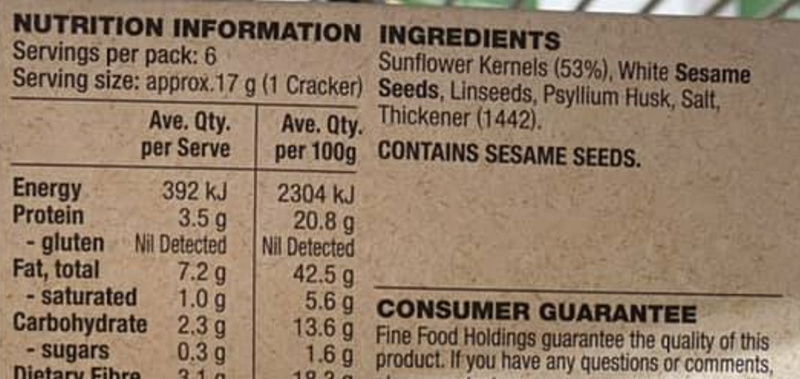 NUTRITION INFORMATION
Servings per pack: 6
Serving size: approx.17 g (1 Cracker)
Ave. Qty. Ave. Qty.
per Serve per 100g
Energy 392 kJ 2304 kJ
Protein 3.5 g 20.8 g
- gluten Nil Detected Nil Detected
Fat, total 7.2 g 42.5 g
- saturated 1.0 g 5.6 g
Carbohydrate 2.3 g 13.6 g
- sugars 0.3 g 1.6 g
Dietary Fibre 3.1 g
INGREDIENTS
Sunflower Kernels (53%), White Sesame
Seeds, Linseeds, Psyllium Husk, Salt,
Thickener (1442).
CONTAINS SESAME SEEDS.
CONSUMER GUARANTEE
Fine Food Holdings guarantee the quality of this
product. If you have any questions or comments,